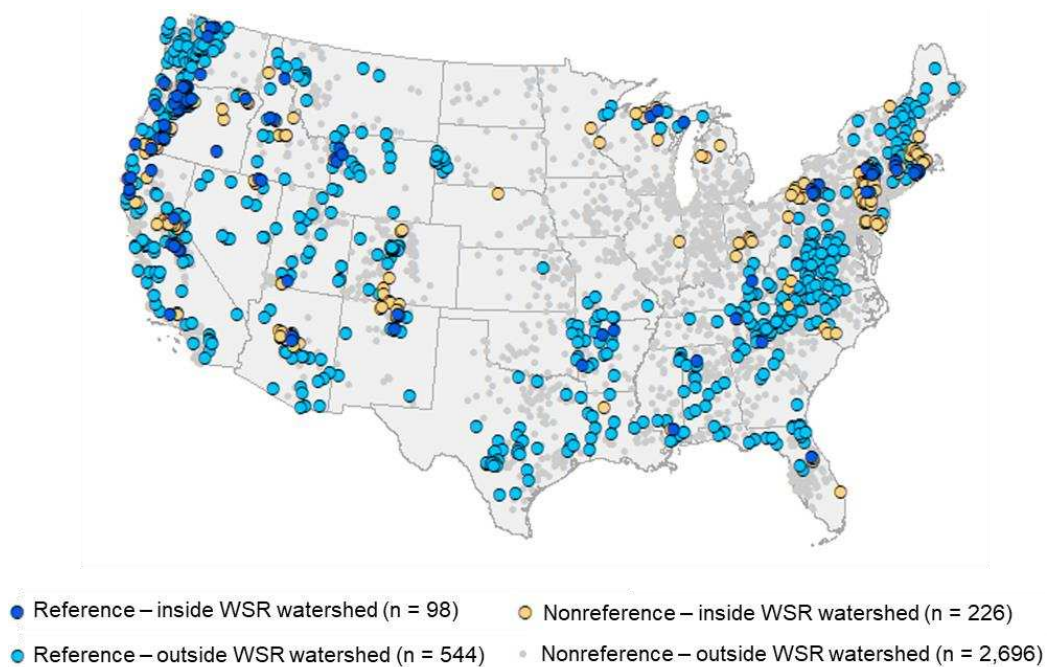 Reference – inside WSR watershed (n = 98)
Nonreference – inside WSR watershed (n = 226)
Reference – outside WSR watershed (n = 544)
Nonreference – outside WSR watershed (n = 2,696)